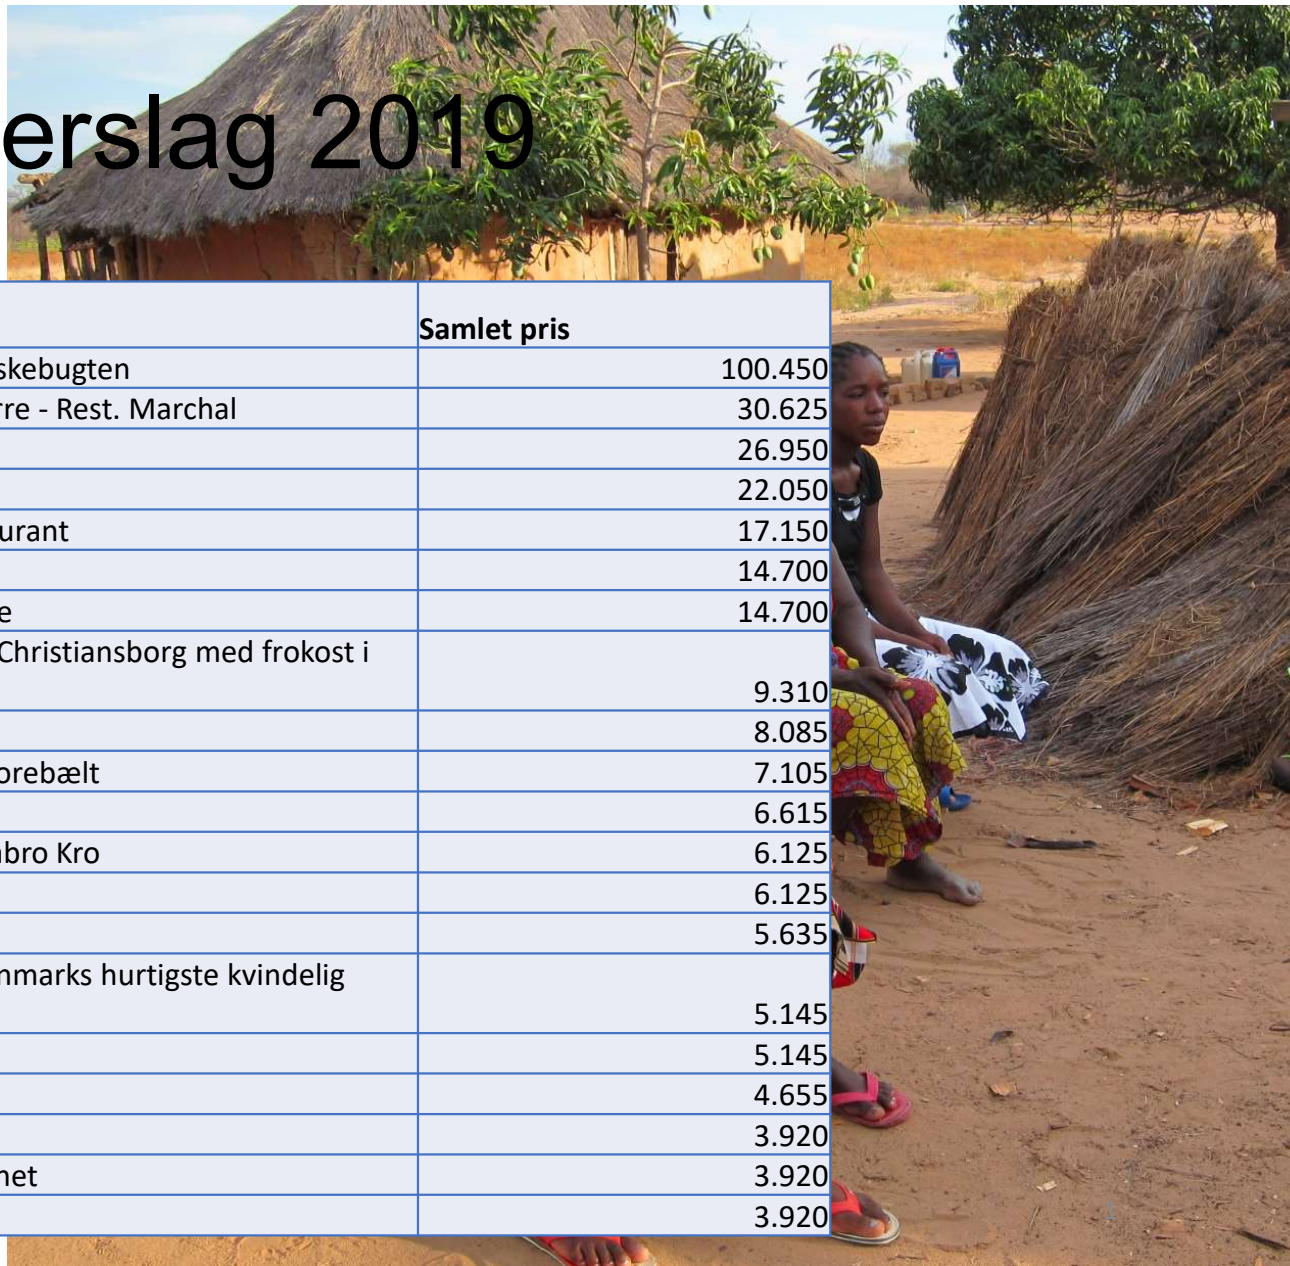 erslag 2019
Samlet pris
skebugten 100.450
rre - Rest. Marchal 30.625
26.950
22.050
urant 17.150
14.700
e 14.700
Christiansborg med frokost i
9.310
8.085
orebælt 7.105
6.615
bro Kro 6.125
6.125
5.635
nmarks hurtigste kvindelig
5.145
5.145
4.655
3.920
net 3.920
3.920